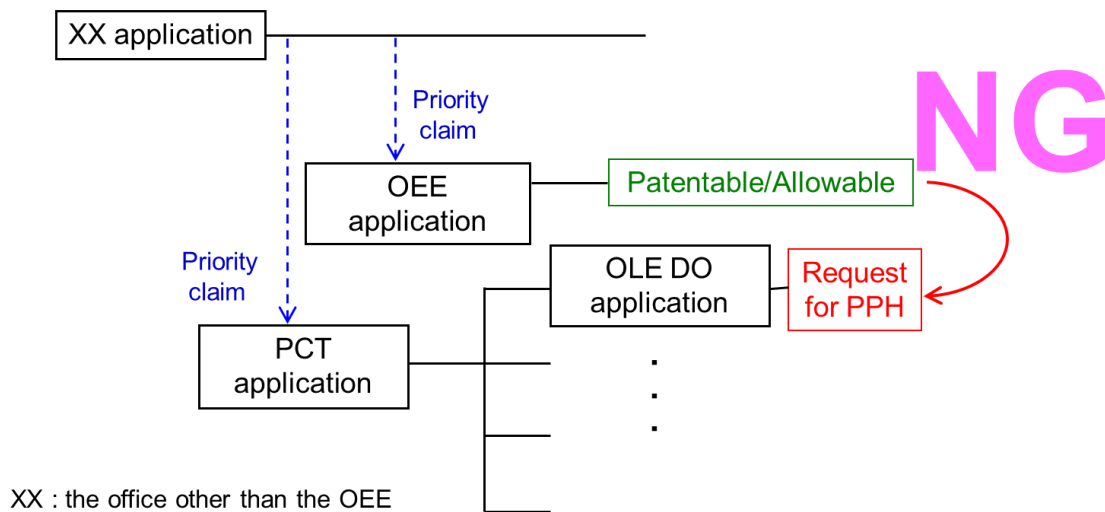 XX application
NG
Priority
claim
OEE
application
Patentable/Allowable
Priority
claim
OLE DO
application
Request
for PPH
PCT
application
XX : the office other than the OEE